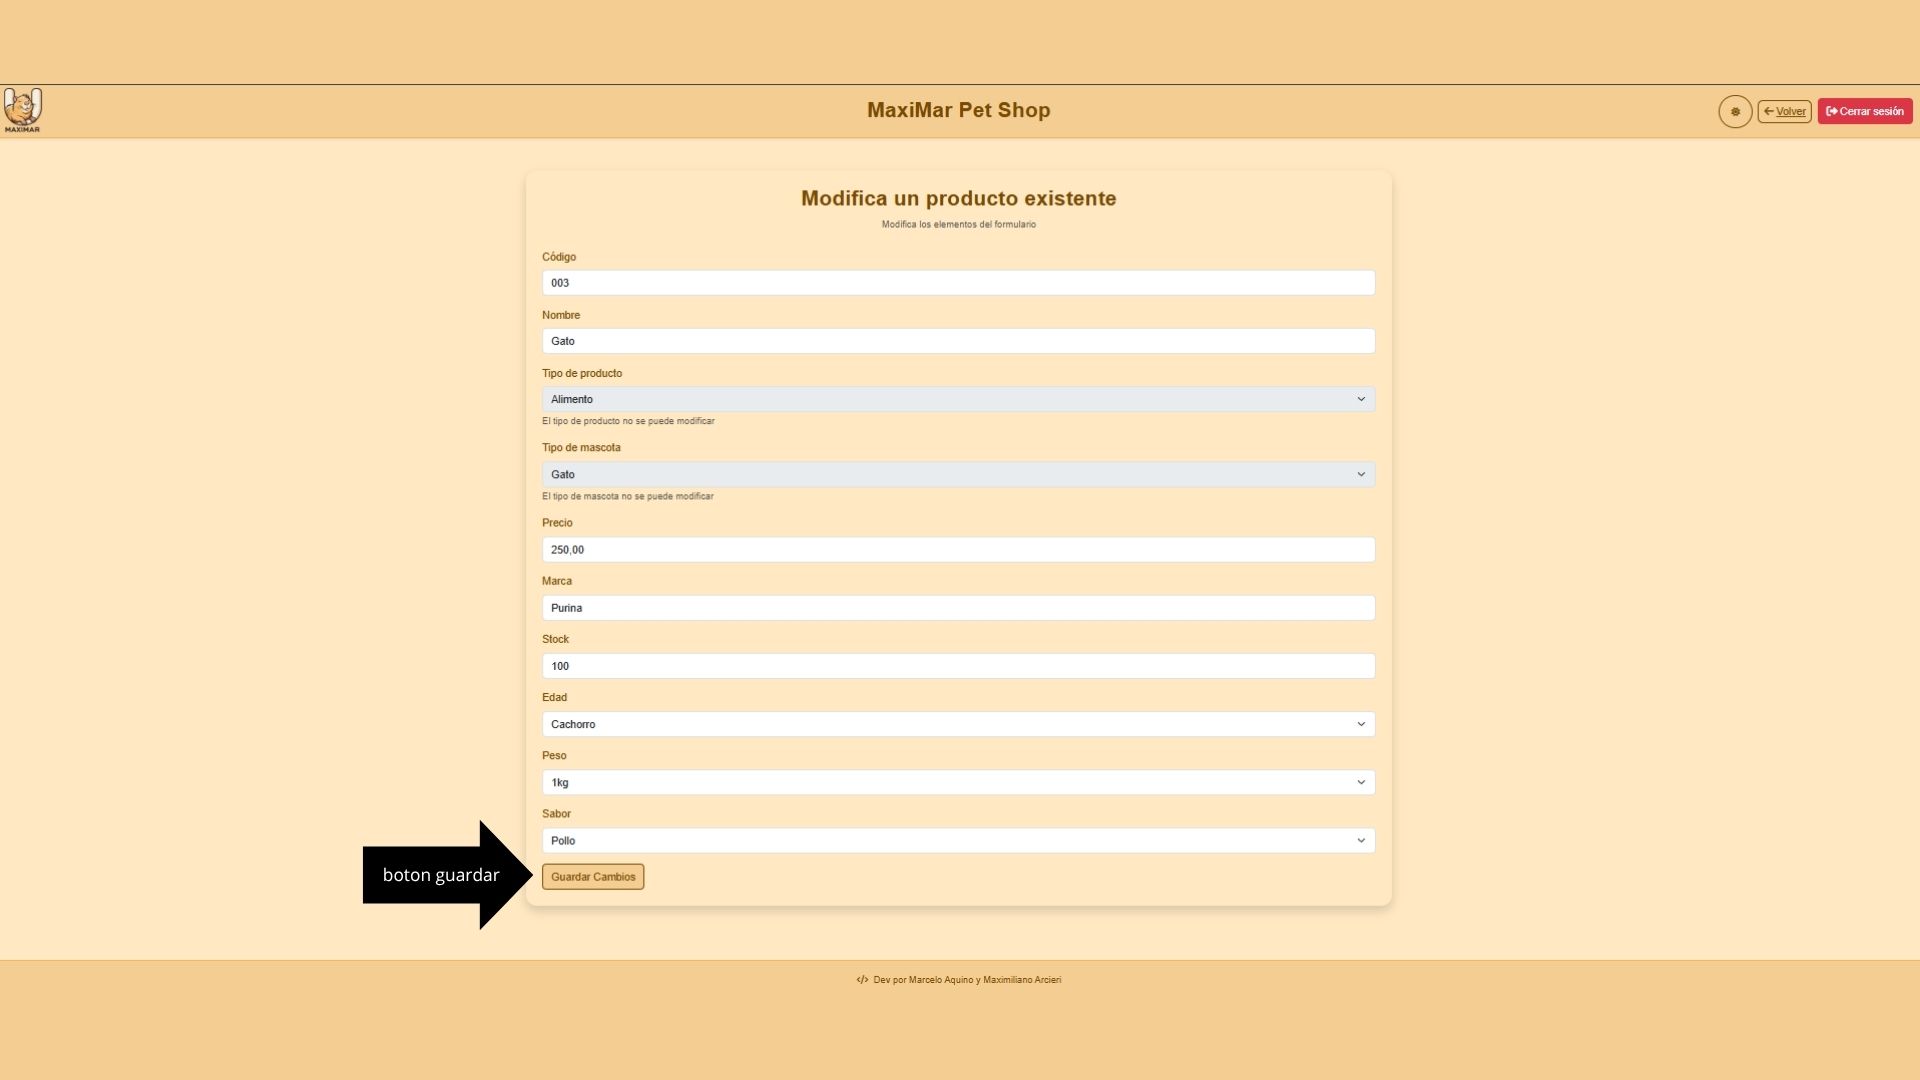 MAXIMAR
MaxiMar Pet Shop
Volver
Cerrar sesión
Modifica un producto existente
Modifica los elementos del formulario
Código
003
Nombre
Gato
Tipo de producto
Alimento
El tipo de producto no se puede modificar
Tipo de mascota
Gato
El tipo de mascota no se puede modificar
Precio
250,00
Marca
Purina
Stock
100
Edad
Cachorro
Peso
1kg
Sabor
Pollo
boton guardar
Guardar Cambios
</> Dev por Marcelo Aquino y Maximiliano Arcieri